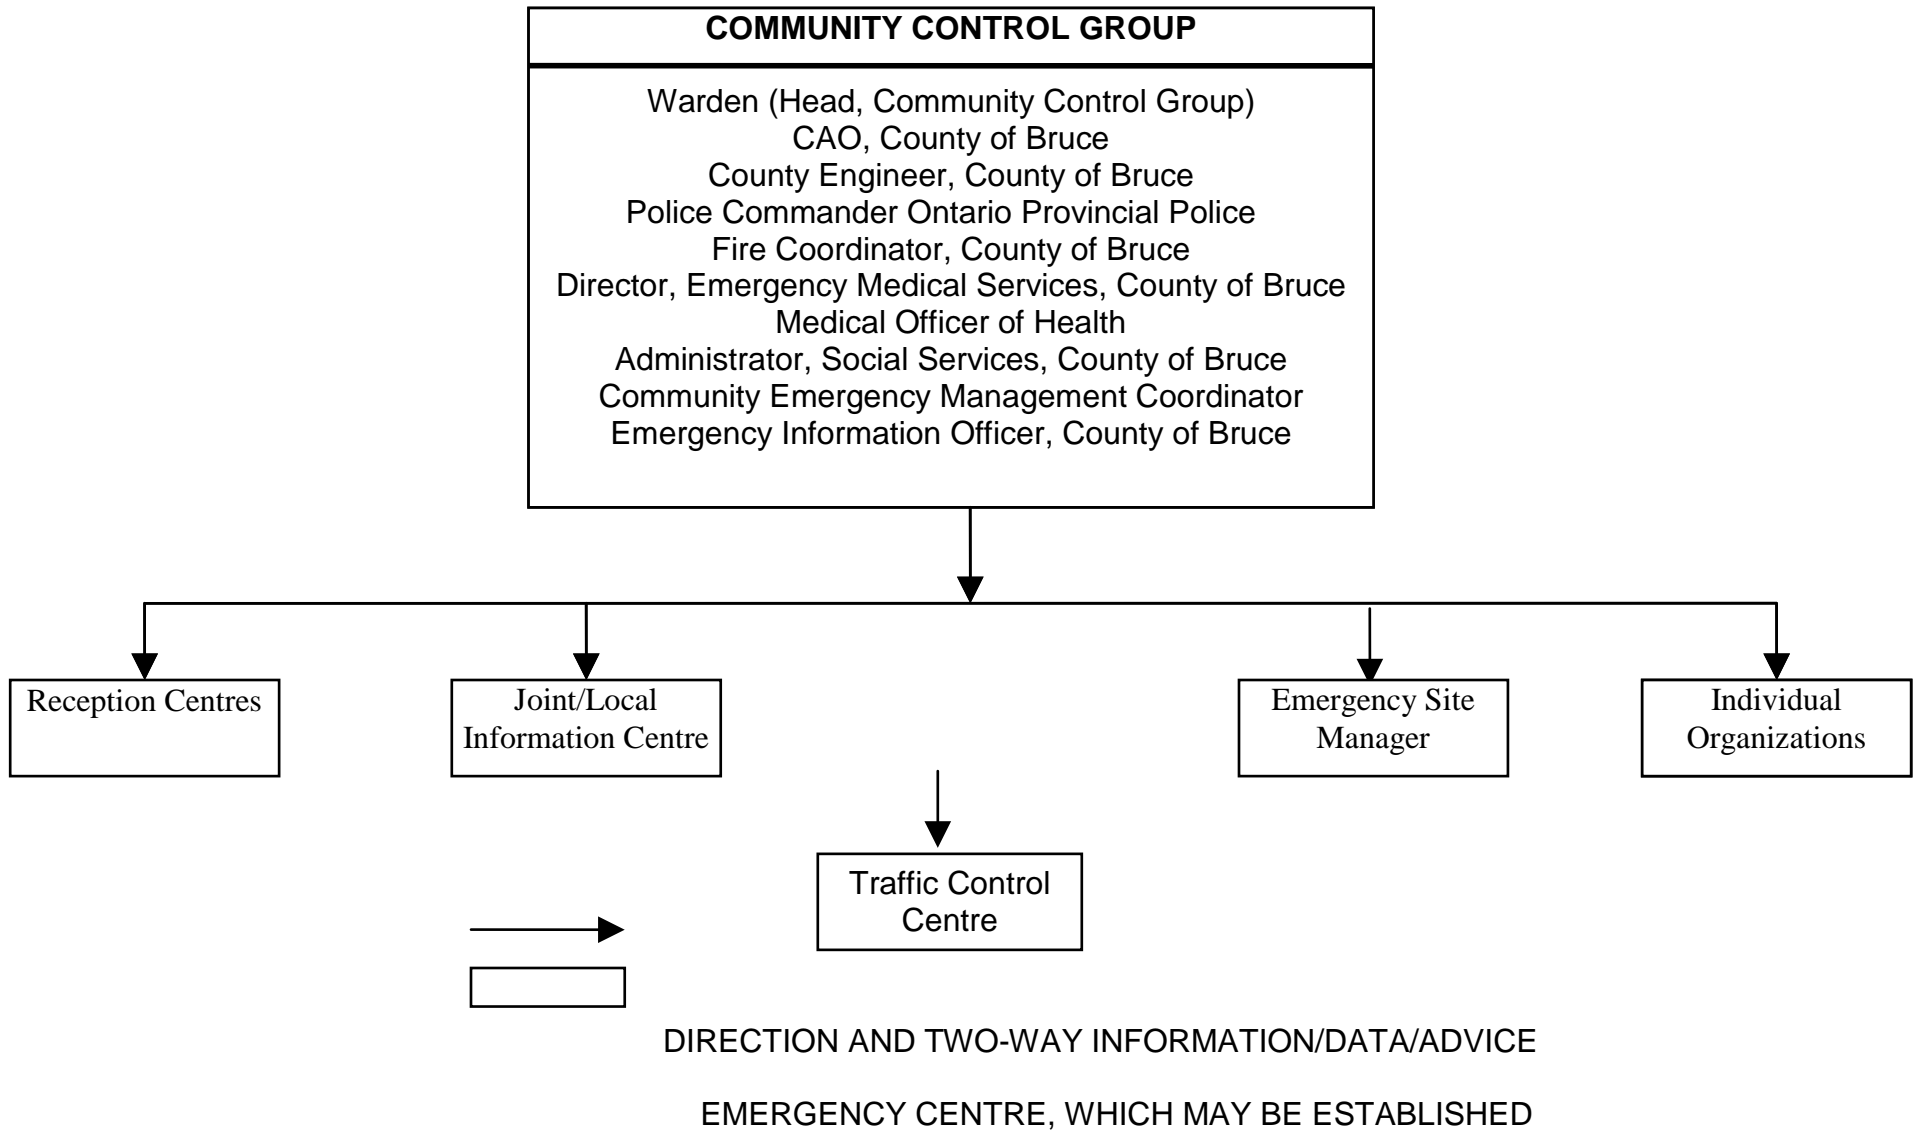 COMMUNITY CONTROL GROUP
Warden (Head, Community Control Group)
CAO, County of Bruce
County Engineer, County of Bruce
Police Commander Ontario Provincial Police
Fire Coordinator, County of Bruce
Director, Emergency Medical Services, County of Bruce
Medical Officer of Health
Administrator, Social Services, County of Bruce
Community Emergency Management Coordinator
Emergency Information Officer, County of Bruce
Reception Centres
Joint/Local
Information Centre
Emergency Site
Manager
Individual
Organizations
Traffic Control
Centre
DIRECTION AND TWO-WAY INFORMATION/DATA/ADVICE
EMERGENCY CENTRE, WHICH MAY BE ESTABLISHED